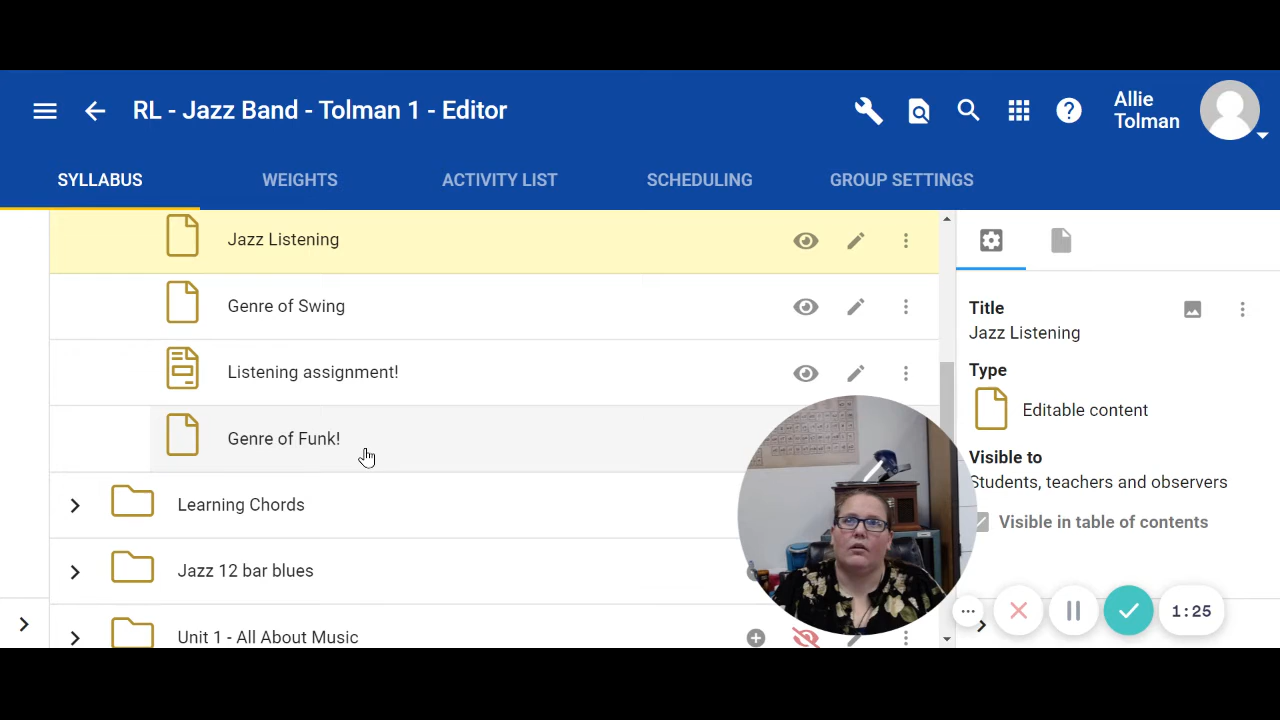 RL - Jazz Band - Tolman 1 - Editor
Allie
Tolman
SYLLABUS
WEIGHTS
ACTIVITY LIST
SCHEDULING
GROUP SETTINGS
Jazz Listening
Genre of Swing
Listening assignment!
Genre of Funk!
Learning Chords
Jazz 12 bar blues
Unit 1 - All About Music
Title
Jazz Listening
Type
Editable content
Visible to
Students, teachers and observers
Visible in table of contents
1:25